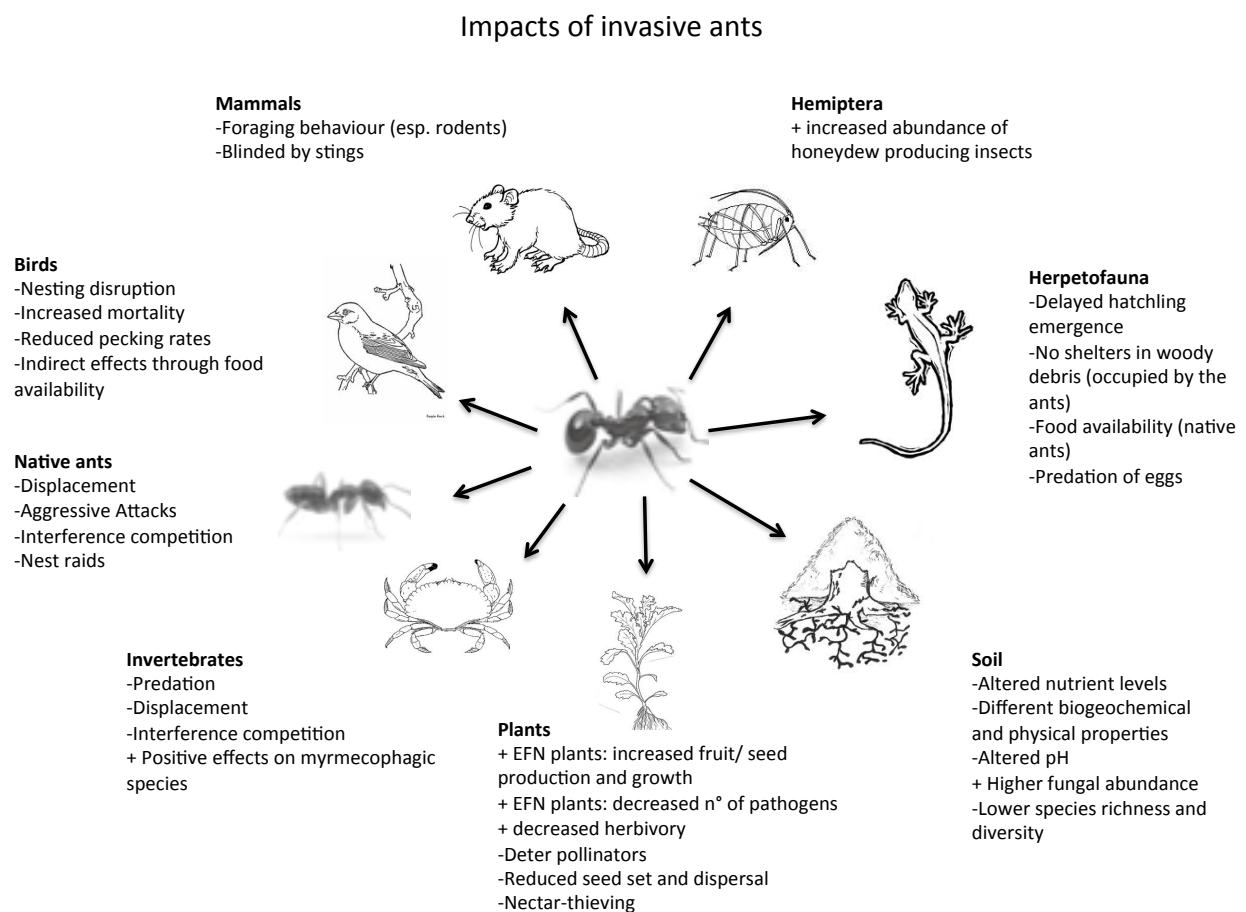 Impacts of invasive ants
Mammals
-Foraging behaviour (esp. rodents)
-Blinded by stings
Hemiptera
+ increased abundance of
honeydew producing insects
Birds
-Nesting disruption
-Increased mortality
-Reduced pecking rates
-Indirect effects through food
availability
Herpetofauna
-Delayed hatchling
emergence
-No shelters in woody
debris (occupied by the
ants)
-Food availability (native
ants)
-Predation of eggs
Native ants
-Displacement
-Aggressive Attacks
-Interference competition
-Nest raids
Invertebrates
-Predation
-Displacement
-Interference competition
+ Positive effects on myrmecophagic
species
Plants
+ EFN plants: increased fruit/ seed
production and growth
+ EFN plants: decreased n° of pathogens
+ decreased herbivory
-Deter pollinators
-Reduced seed set and dispersal
-Nectar-thieving
Soil
-Altered nutrient levels
-Different biogeochemical
and physical properties
-Altered pH
+ Higher fungal abundance
-Lower species richness and
diversity